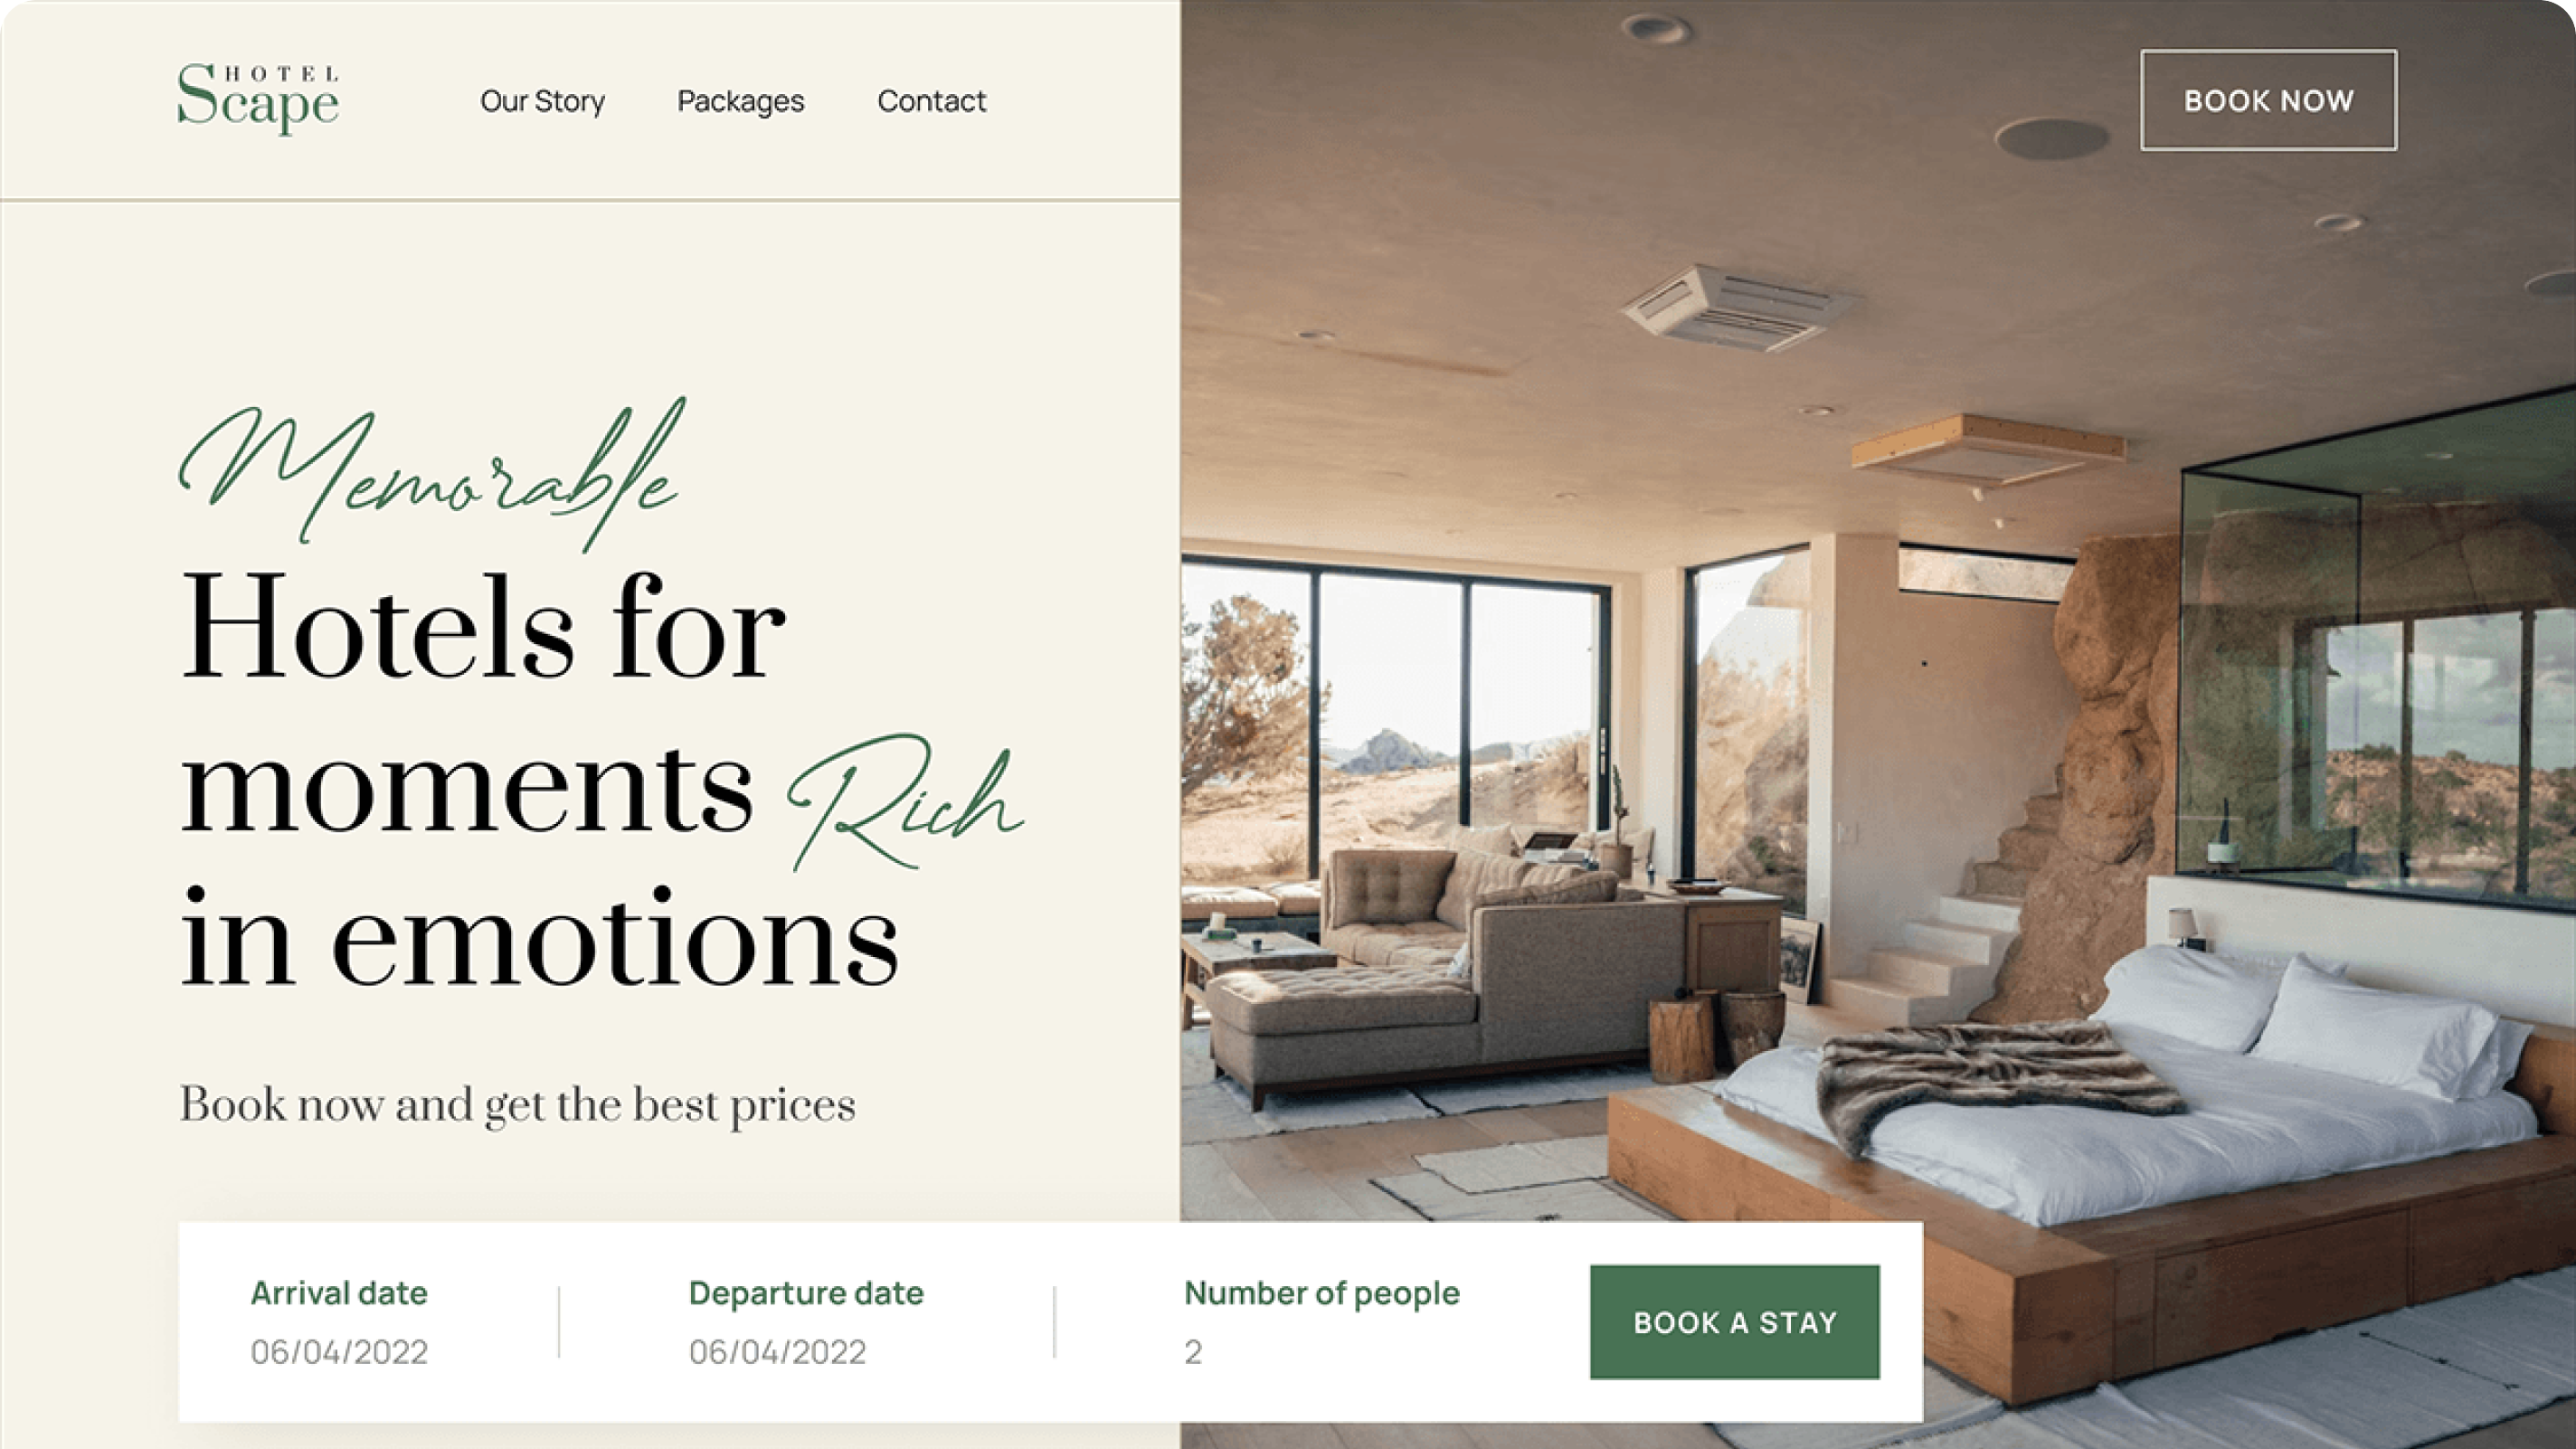 HOTEL
Scape
Our Story
Packages
Contact
BOOK NOW
Memorable
Hotels for
moments Rich
in emotions
Book now and get the best prices
Arrival date
06/04/2022
Departure date
06/04/2022
Number of people
2
BOOK A STAY